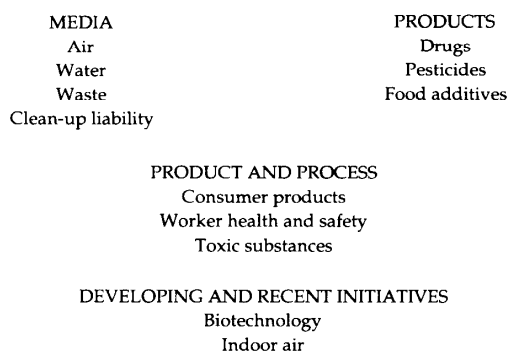 MEDIA
Air
Water
Waste
Clean-up liability
PRODUCTS
Drugs
Pesticides
Food additives
PRODUCT AND PROCESS
Consumer products
Worker health and safety
Toxic substances
DEVELOPING AND RECENT INITIATIVES
Biotechnology
Indoor air